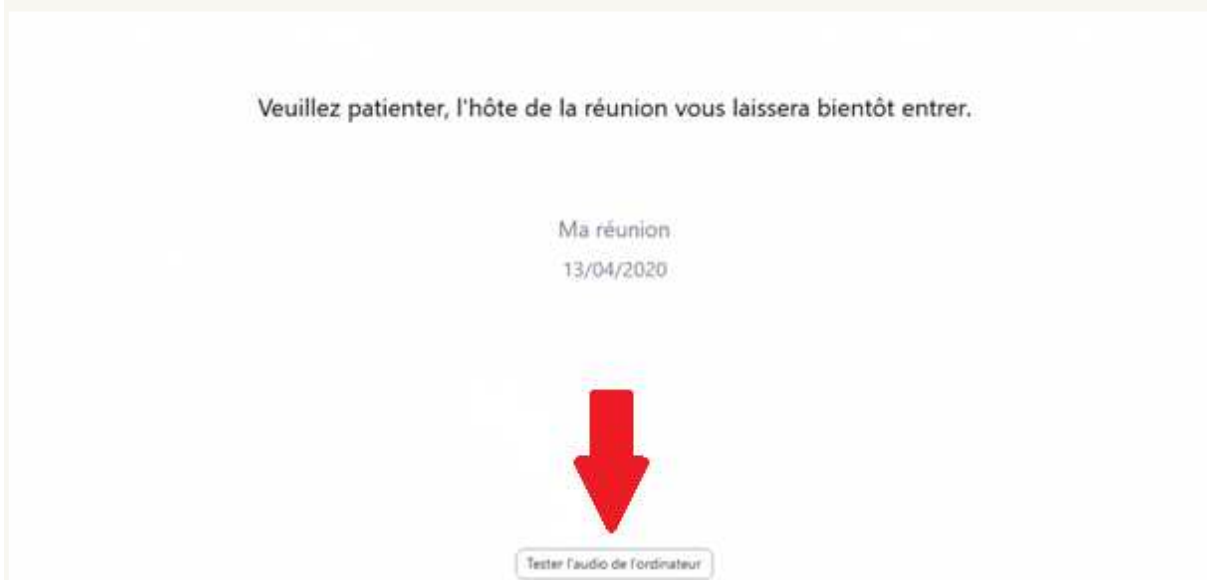 Veuillez patienter, l'hôte de la réunion vous laissera bientôt entrer.
Ma réunion
13/04/2020
Tester l'audio de l'ordinateur